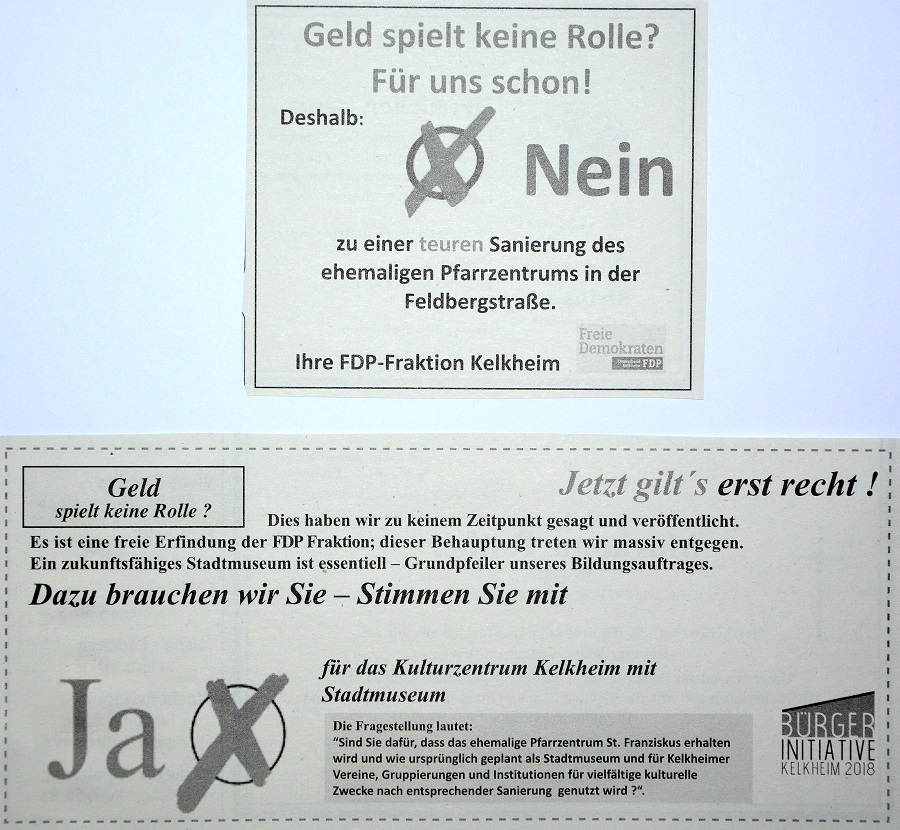 Geld spielt keine Rolle?
Für uns schon!
Deshalb:
Nein
zu einer teuren Sanierung des
ehemaligen Pfarrzentrums in der
Feldbergstraße.
Ihre FDP-Fraktion Kelkheim
Freie
Demokraten
FDP
Geld
spielt keine Rolle ?
Jetzt gilt´s erst recht !
Dies haben wir zu keinem Zeitpunkt gesagt und veröffentlicht.
Es ist eine freie Erfindung der FDP Fraktion; dieser Behauptung treten wir massiv entgegen.
Ein zukunftsfähiges Stadtmuseum ist essentiell – Grundpfeiler unseres Bildungsauftrages.
Dazu brauchen wir Sie – Stimmen Sie mit
Ja
für das Kulturzentrum Kelkheim mit
Stadtmuseum
Die Fragestellung lautet:
“Sind Sie dafür, dass das ehemalige Pfarrzentrum St. Franziskus erhalten
wird und wie ursprünglich geplant als Stadtmuseum und für Kelkheimer
Vereine, Gruppierungen und Institutionen für vielfältige kulturelle
Zwecke nach entsprechender Sanierung genutzt wird ?“.
BÜRGER
INITIATIVE
KELKHEIM 2018